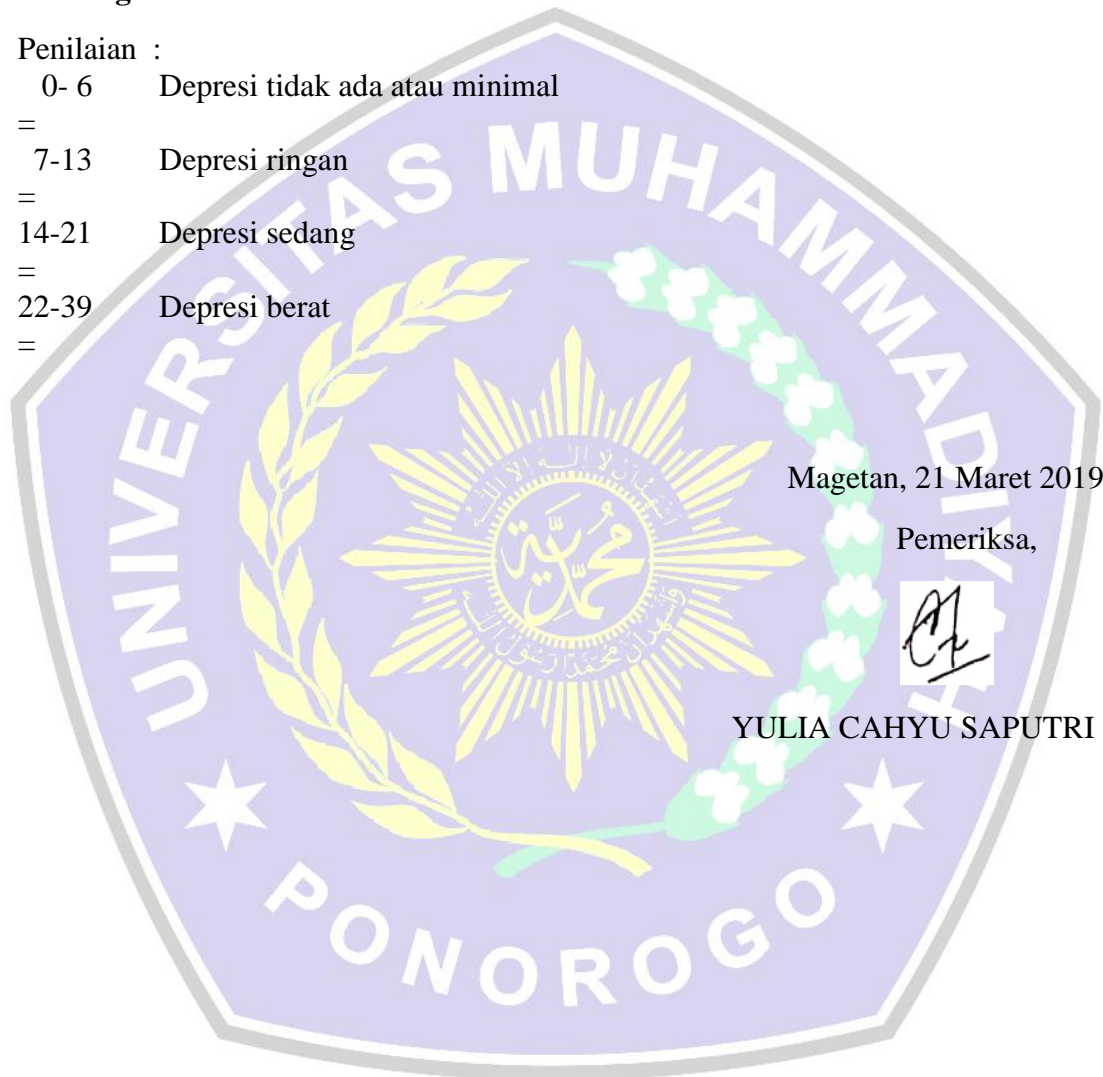 Penilaian :
0- 6 Depresi tidak ada atau minimal
=
7-13 Depresi ringan
=
14-21 Depresi sedang
=
22-39 Depresi berat
=
Magetan, 21 Maret 2019
Pemeriksa,
YULIA CAHYU SAPUTRI
UNIVERSITAS MUHAMMADIYAH
PONOROGO
محمدية